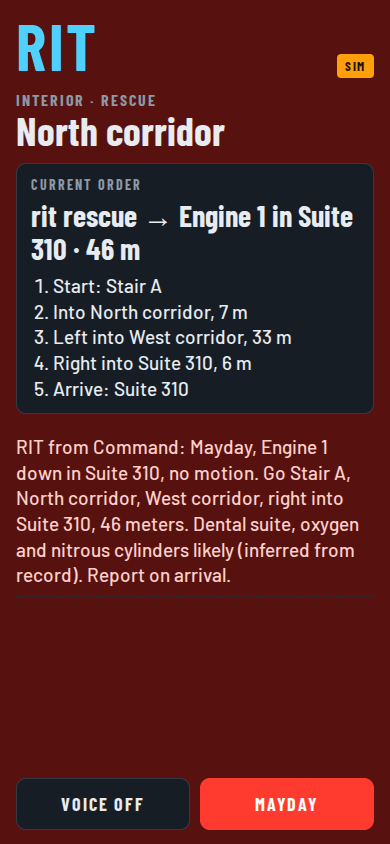 RIT
SIM
INTERIOR · RESCUE
North corridor
CURRENT ORDER
rit rescue → Engine 1 in Suite
310 · 46 m
1. Start: Stair A
2. Into North corridor, 7 m
3. Left into West corridor, 33 m
4. Right into Suite 310, 6 m
5. Arrive: Suite 310
RIT from Command: Mayday, Engine 1
down in Suite 310, no motion. Go Stair A,
North corridor, West corridor, right into
Suite 310, 46 meters. Dental suite, oxygen
and nitrous cylinders likely (inferred from
record). Report on arrival.
VOICE OFF
MAYDAY